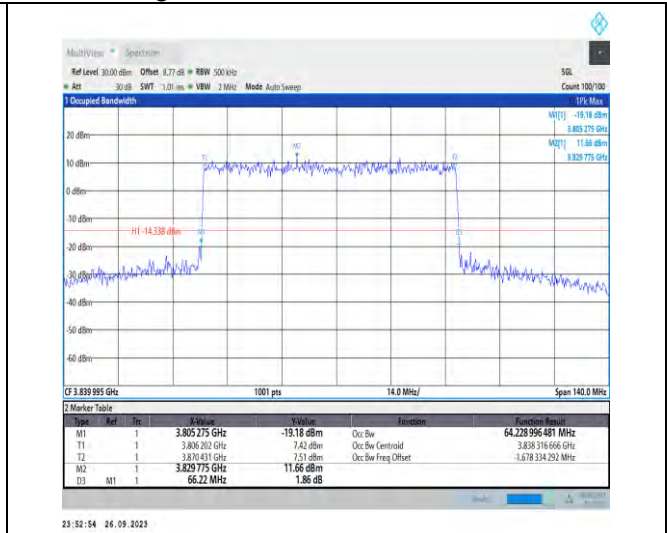 MultiView Spectrum
Ref Level 30.00 dBm Offset 8.77 dB RBW 500 kHz SGL
Att 30 dB SWT 1.01 ms VBW 2 MHz Mode Auto Sweep Count 100/100
1 Occupied Bandwidth 1Pk Max
M1[1] -19.18 dBm
3.805 275 GHz
M2[1] 11.66 dBm
3.829 775 GHz
20 dBm
10 dBm
0 dBm
-10 dBm
-20 dBm
-30 dBm
-40 dBm
-50 dBm
-60 dBm
T1
M2
T2
H1 -14.338 dBm
M1
D3
CF 3.839 995 GHz 1001 pts 14.0 MHz/ Span 140.0 MHz
2 Marker Table
Type Ref Trc X-Value Y-Value Function Function Result
M1 1 3.805 275 GHz -19.18 dBm Occ Bw 64.228 996 481 MHz
T1 1 3.806 202 GHz 7.42 dBm Occ Bw Centroid 3.838 316 666 GHz
T2 1 3.870 431 GHz 7.51 dBm Occ Bw Freq Offset -1.678 334 292 MHz
M2 1 3.829 775 GHz 11.66 dBm
D3 M1 1 66.22 MHz 1.86 dB
23:52:54 26.09.2023